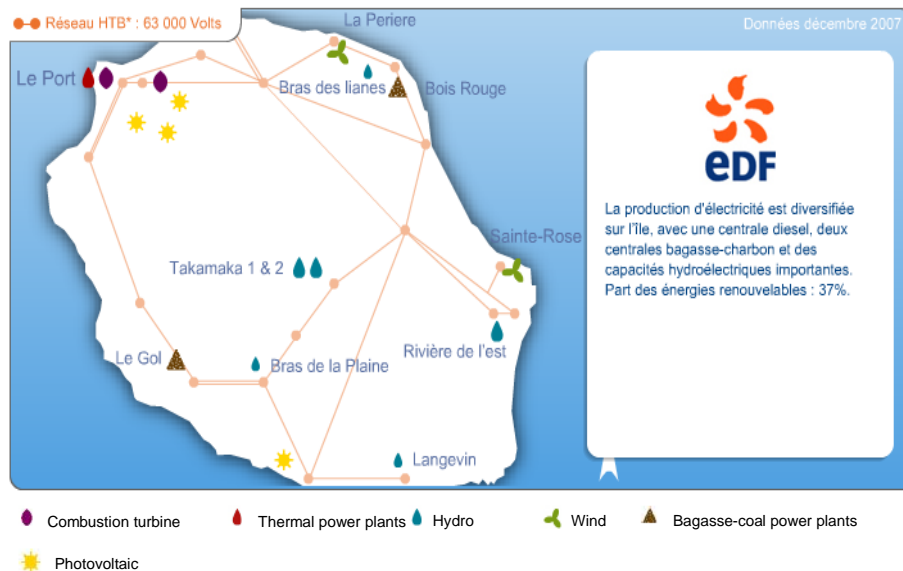 Réseau HTB* : 63 000 Volts
La Periere
Données décembre 2007
Le Port
Bras des lianes
Bois Rouge
eDF
La production d'électricité est diversifiée
sur l'île, avec une centrale diesel, deux
centrales bagasse-charbon et des
capacités hydroélectriques importantes.
Part des énergies renouvelables : 37%.
Sainte-Rose
Takamaka 1 & 2
Rivière de l'est
Le Gol
Bras de la Plaine
Langevin
Combustion turbine
Thermal power plants
Hydro
Wind
Bagasse-coal power plants
Photovoltaic